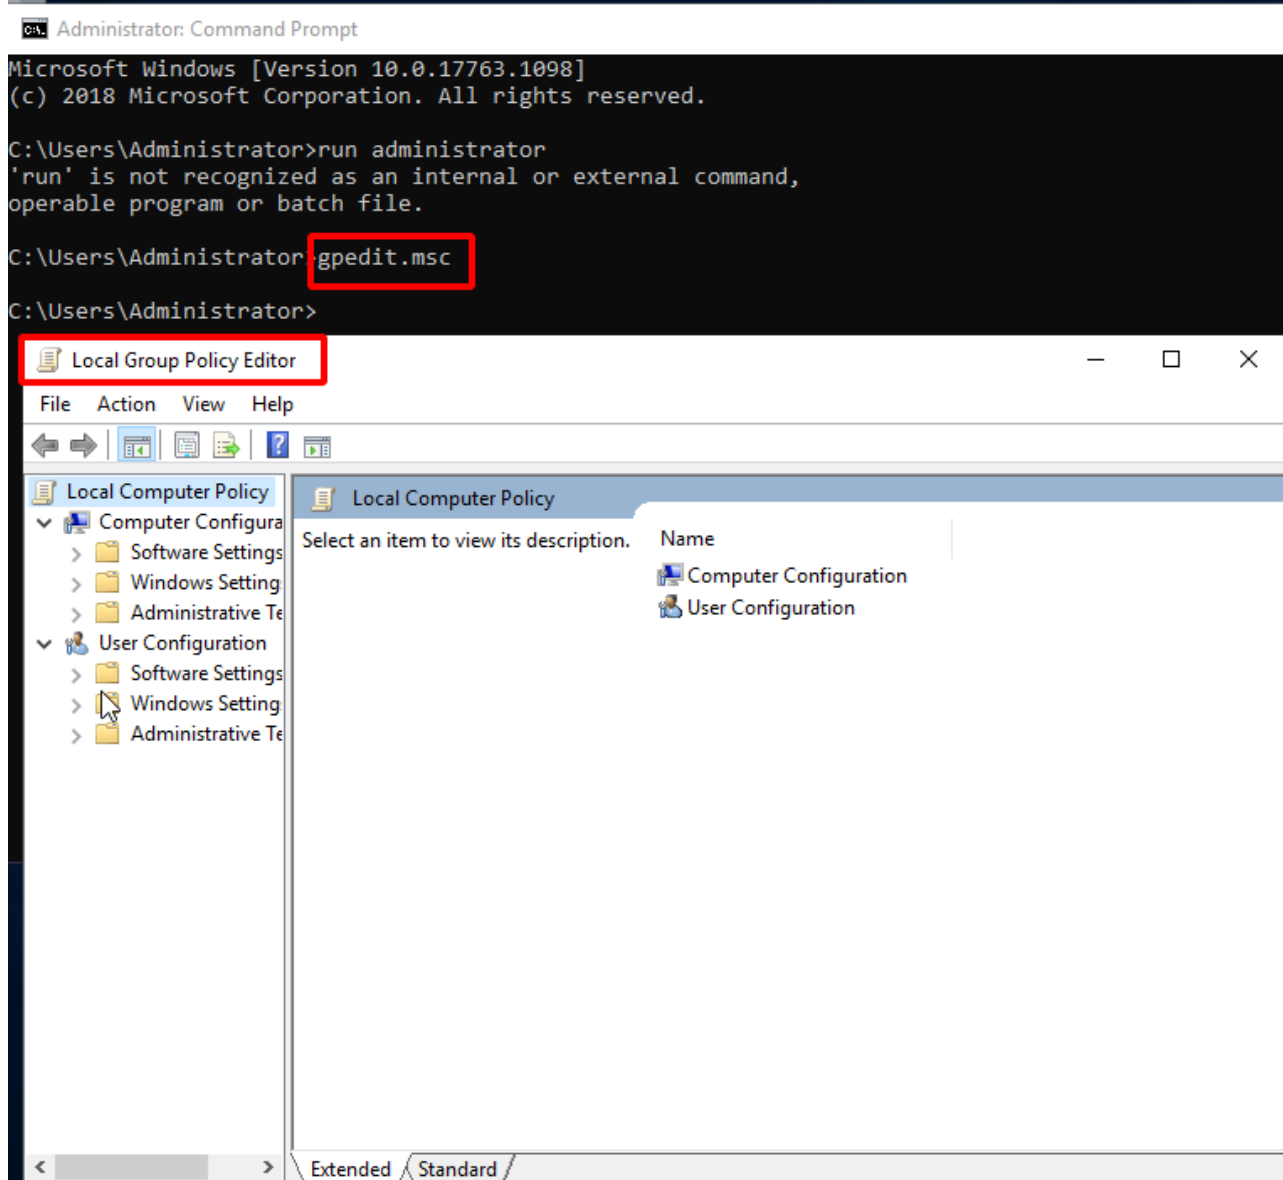 Administrator: Command Prompt
Microsoft Windows [Version 10.0.17763.1098]
(c) 2018 Microsoft Corporation. All rights reserved.
C:\Users\Administrator>run administrator
'run' is not recognized as an internal or external command,
operable program or batch file.
C:\Users\Administrator>gpedit.msc
C:\Users\Administrator>
Local Group Policy Editor
File Action View Help
Local Computer Policy
Computer Configura
Software Settings
Windows Setting
Administrative Te
User Configuration
Software Settings
Windows Setting
Administrative Te
Local Computer Policy
Select an item to view its description.
Name
Computer Configuration
User Configuration
Extended Standard